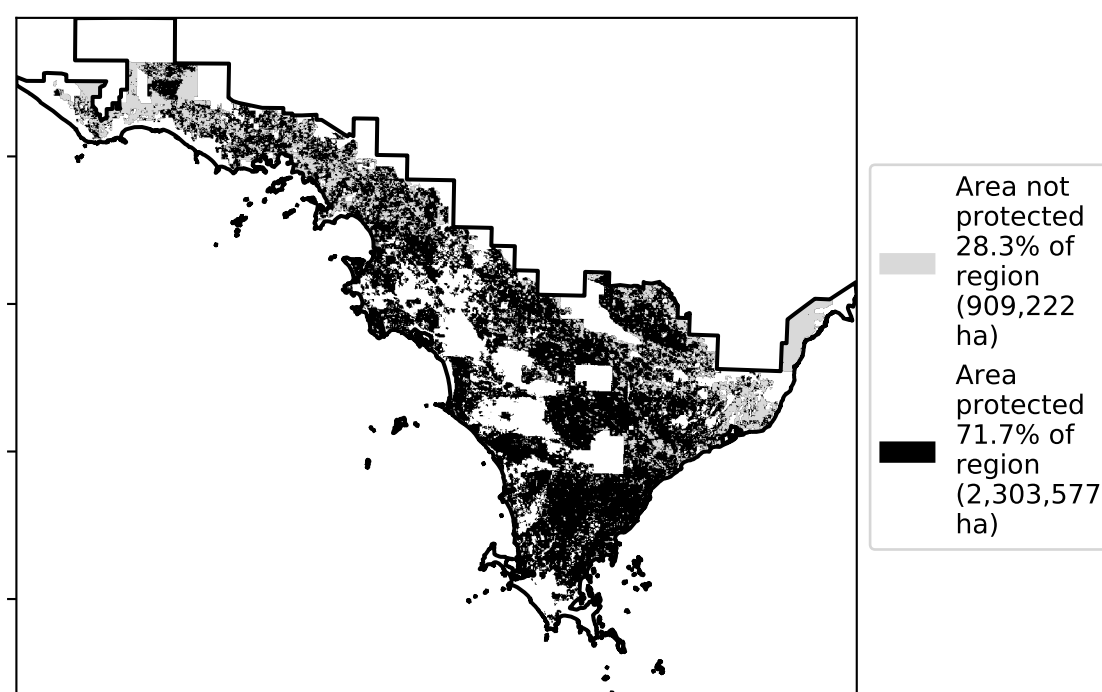 Area not
protected
28.3% of
region
(909,222
ha)
Area
protected
71.7% of
region
(2,303,577
ha)